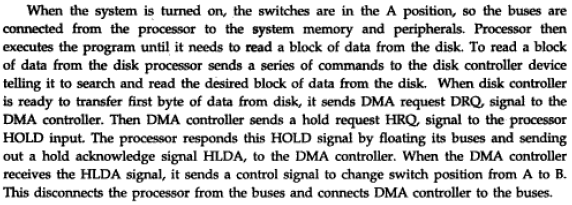 When the system is turned on, the switches are in the A position, so the buses are
connected from the processor to the system memory and peripherals. Processor then
executes the program until it needs to read a block of data from the disk. To read a block
of data from the disk processor sends a series of commands to the disk controller device
telling it to search and read the desired block of data from the disk. When disk controller
is ready to transfer first byte of data from disk, it sends DMA request DRQ, signal to the
DMA controller. Then DMA controller sends a hold request HRQ, signal to the processor
HOLD input. The processor responds this HOLD signal by floating its buses and sending
out a hold acknowledge signal HLDA, to the DMA controller. When the DMA controller
receives the HLDA signal, it sends a control signal to change switch position from A to B.
This disconnects the processor from the buses and connects DMA controller to the buses.